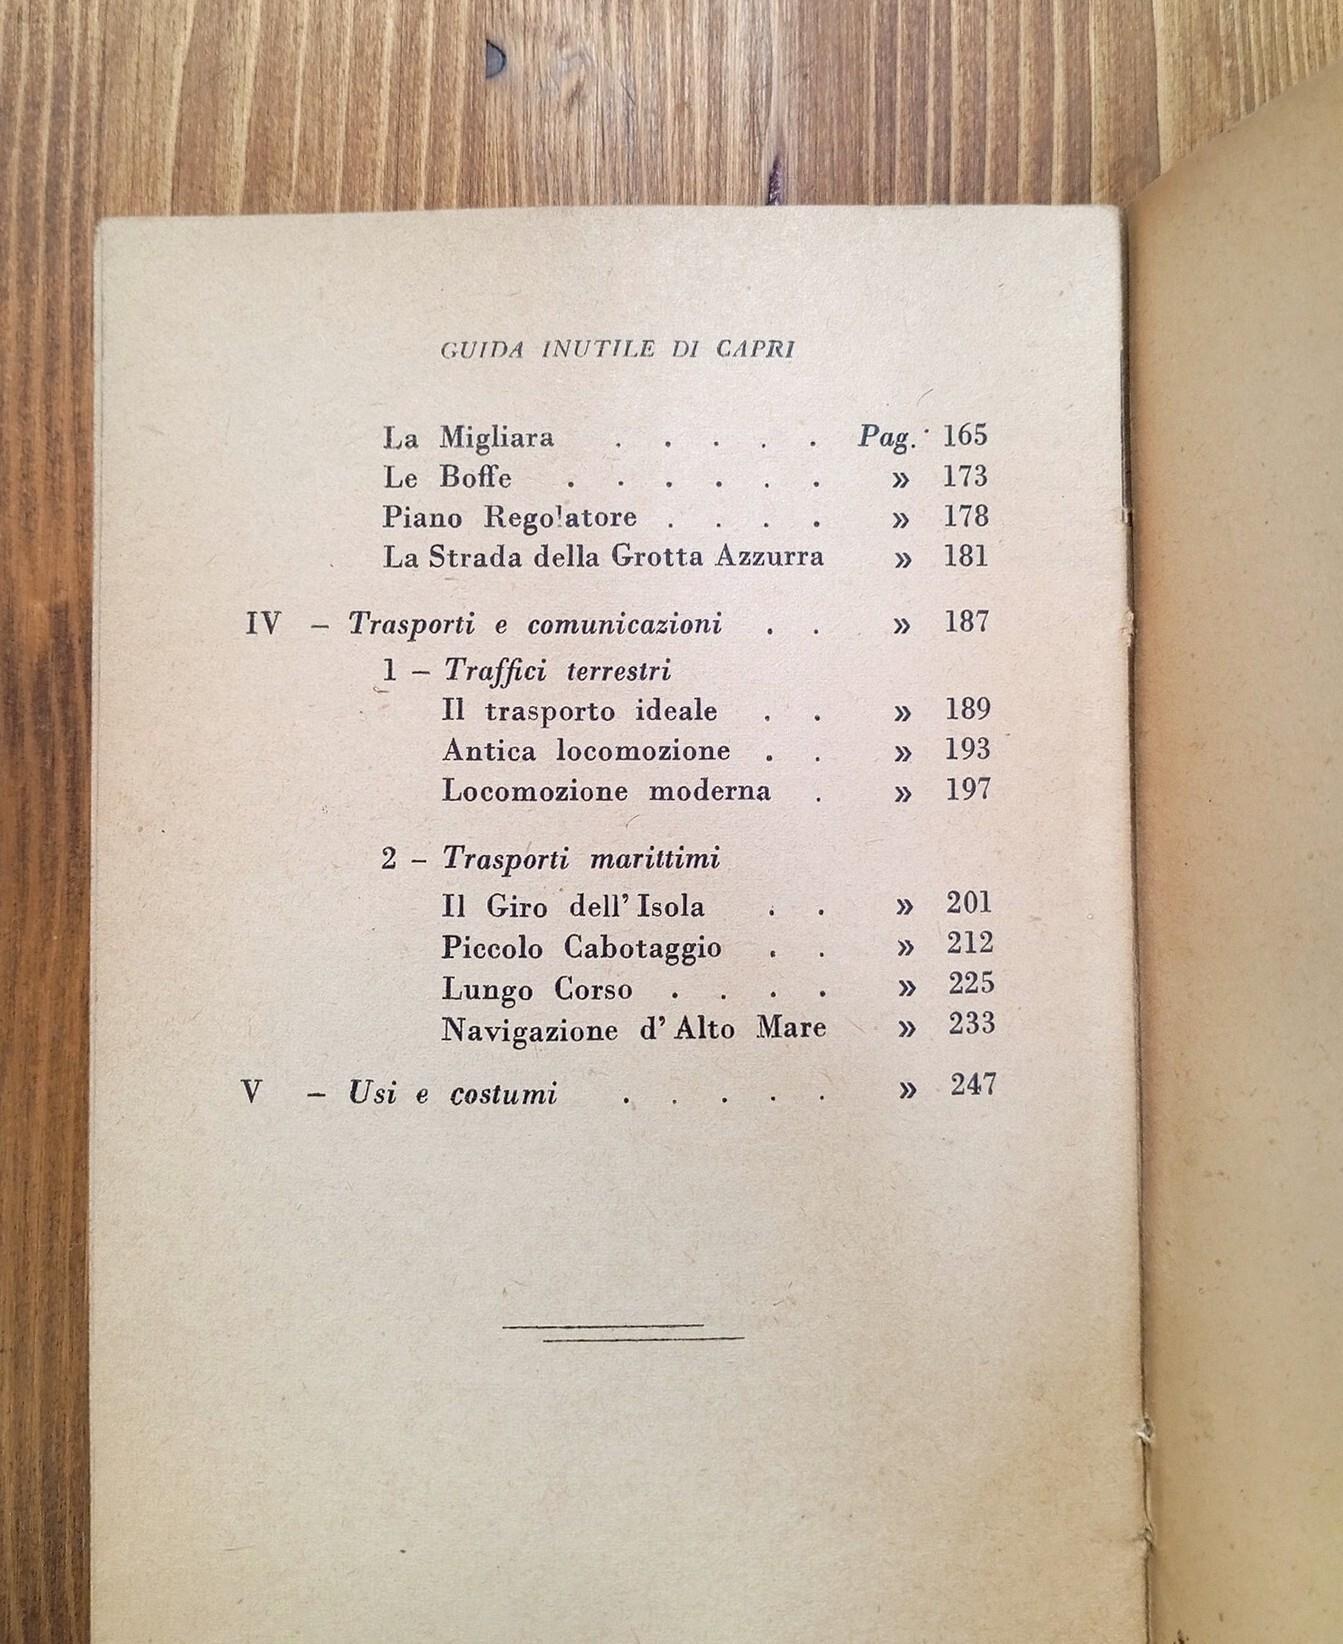 GUIDA INUTILE DI CAPRI
La Migliara . . . . . Pag. 165
Le Boffe . . . . . . » 173
Piano Regolatore . . . . » 178
La Strada della Grotta Azzurra » 181
IV – Trasporti e comunicazioni . . » 187
1 – Traffici terrestri
Il trasporto ideale . . » 189
Antica locomozione . . » 193
Locomozione moderna . » 197
2 – Trasporti marittimi
Il Giro dell' Isola . . » 201
Piccolo Cabotaggio . . » 212
Lungo Corso . . . . » 225
Navigazione d' Alto Mare » 233
V – Usi e costumi . . . . . » 247